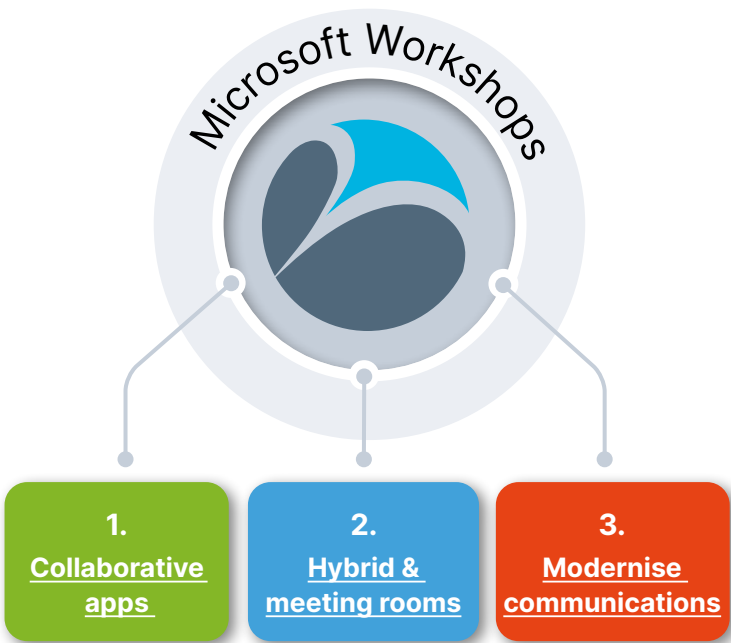 Microsoft Workshops
1.
Collaborative
apps
2.
Hybrid &
meeting rooms
3.
Modernise
communications